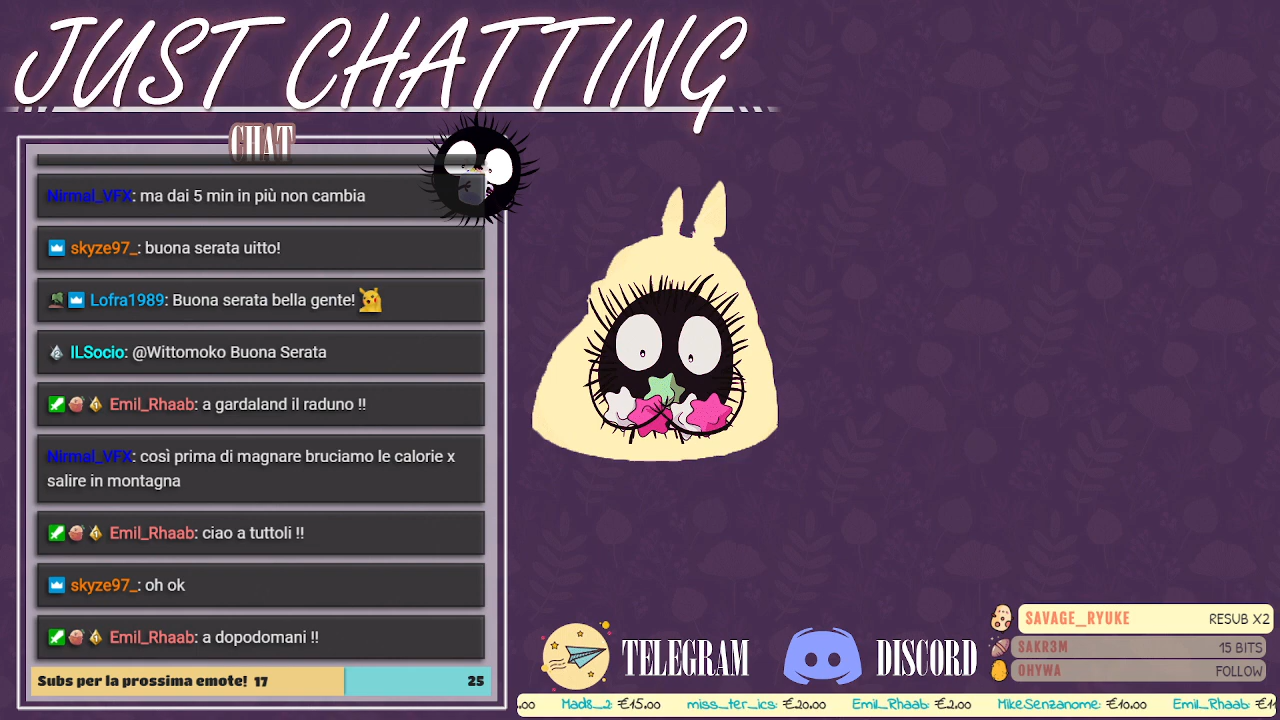 JUST CHATTING
CHAT
Nirmal_VFX: ma dai 5 min in più non cambia
skyze97_: buona serata uitto!
Lofra1989: Buona serata bella gente!
ILSocio: @Wittomoko Buona Serata
Emil_Rhaab: a gardaland il raduno !!
Nirmal_VFX: così prima di magnare bruciamo le calorie x
salire in montagna
Emil_Rhaab: ciao a tuttoli !!
skyze97_: oh ok
Emil_Rhaab: a dopodomani !!
Subs per la prossima emote! 17 25
TELEGRAM
DISCORD
SAVAGE_RYUKE RESUB X2
SAKR3M 15 BITS
OHYWA FOLLOW
.00 Mad8_2: €15.00 miss_ter_ics: €20.00 Emil_Rhaab: €2.00 MikeSenzanome: €10.00 Emil_Rhaab: €1